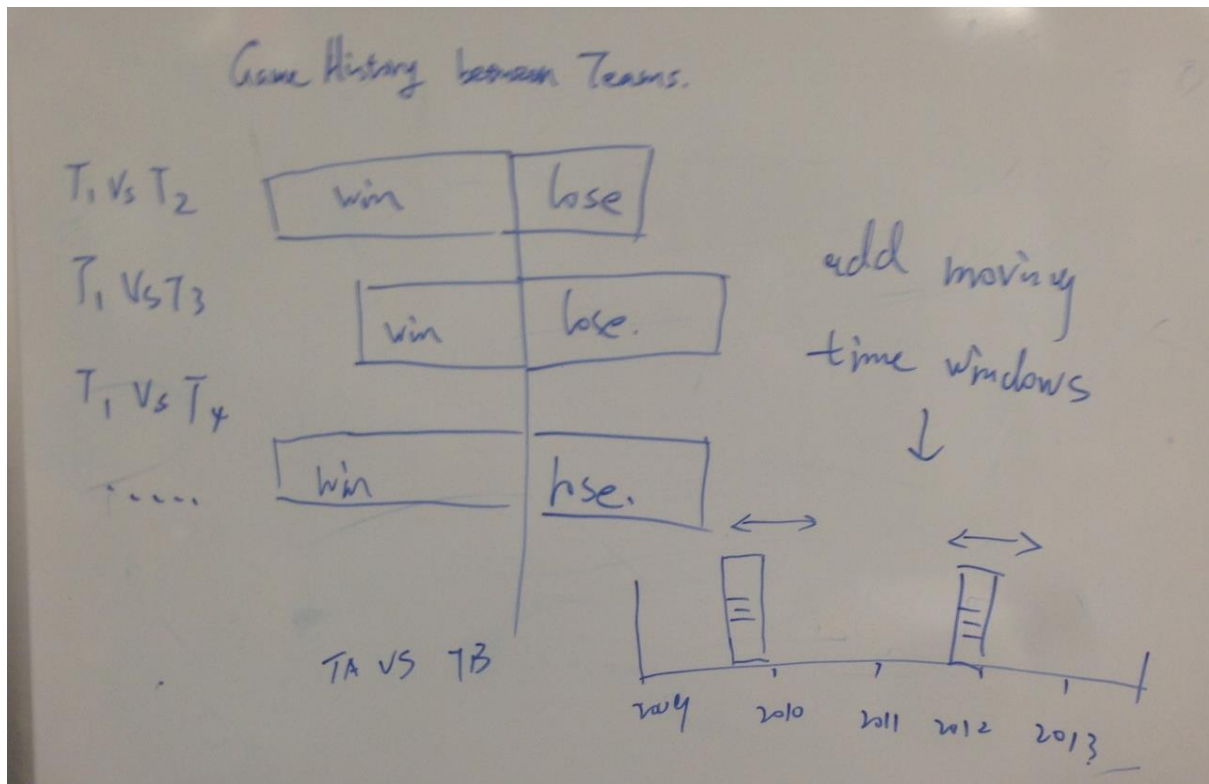 Game History between Teams.
T1 Vs T2
win lose
T1 Vs T3
win lose.
T1 Vs T4
.....
win lose.
add moving
time windows
TA VS TB
2009 2010 2011 2012 2013